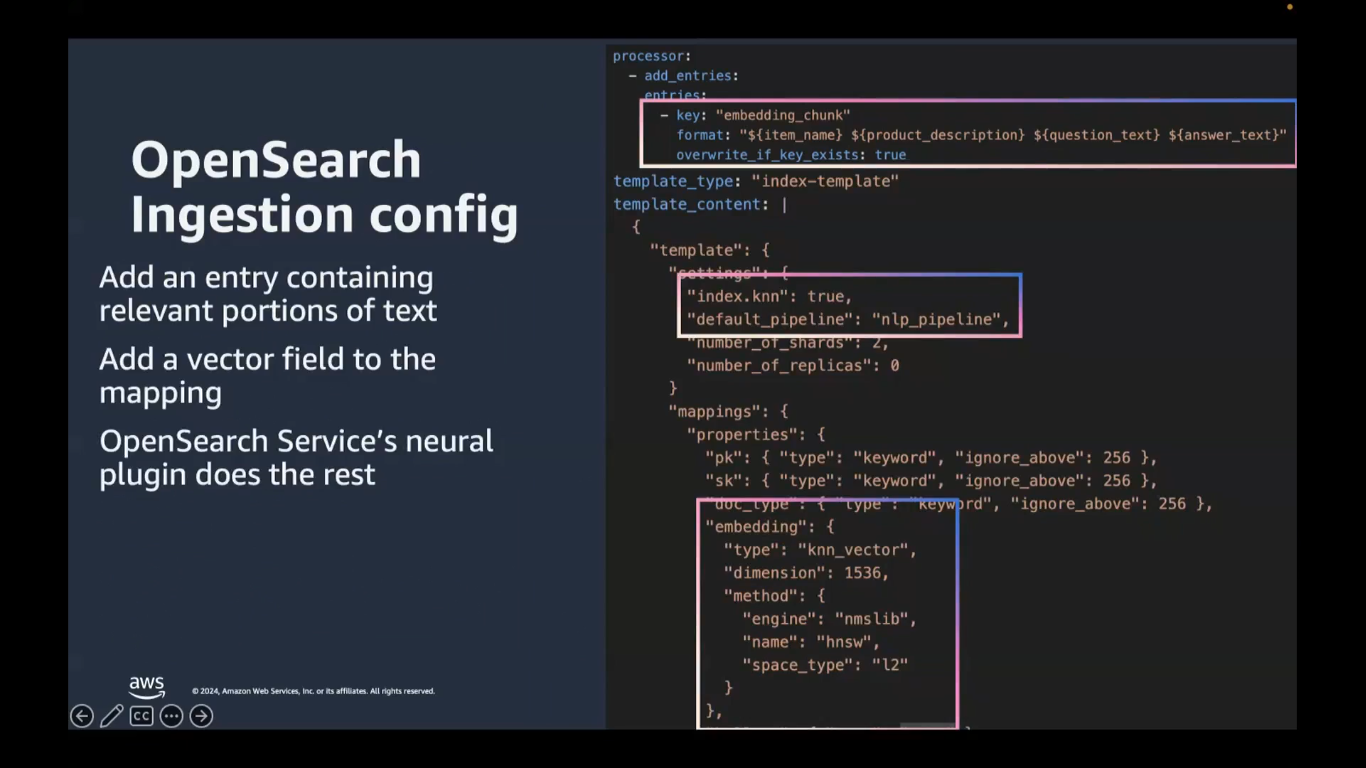 OpenSearch
Ingestion config
Add an entry containing
relevant portions of text
Add a vector field to the
mapping
OpenSearch Service’s neural
plugin does the rest
aws
© 2024, Amazon Web Services, Inc. or its affiliates. All rights reserved.
CC
processor:
- add_entries:
entries:
- key: "embedding_chunk"
format: "${item_name} ${product_description} ${question_text} ${answer_text}"
overwrite_if_key_exists: true
template_type: "index-template"
template_content: |
{
"template": {
"settings": {
"index.knn": true,
"default_pipeline": "nlp_pipeline",
"number_of_shards": 2,
"number_of_replicas": 0
}
"mappings": {
"properties": {
"pk": { "type": "keyword", "ignore_above": 256 },
"sk": { "type": "keyword", "ignore_above": 256 },
"doc_type": { "type": "keyword", "ignore_above": 256 },
"embedding": {
"type": "knn_vector",
"dimension": 1536,
"method": {
"engine": "nmslib",
"name": "hnsw",
"space_type": "l2"
}
},